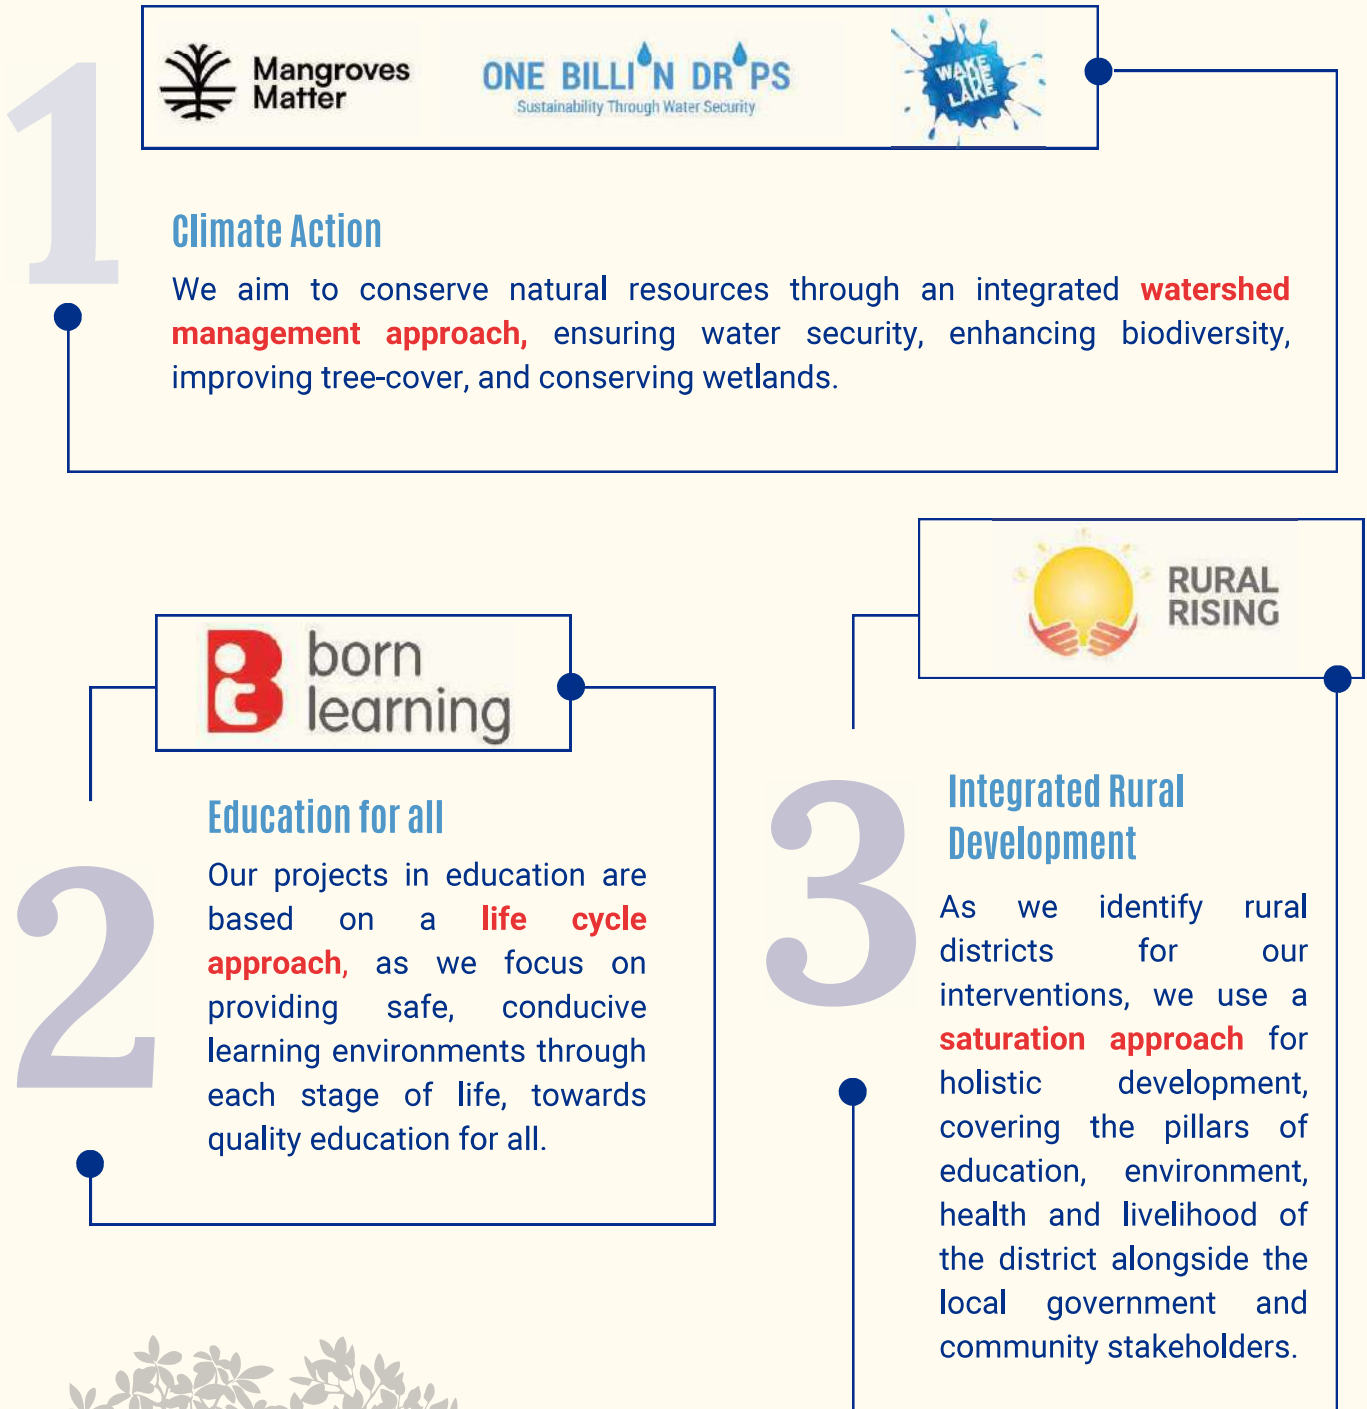 1
Mangroves
Matter
ONE BILLION DROPS
Sustainability Through Water Security
WAKE
THE
LAKE
Climate Action
We aim to conserve natural resources through an integrated watershed
management approach, ensuring water security, enhancing biodiversity,
improving tree-cover, and conserving wetlands.
born
learning
2
Education for all
Our projects in education are
based on a life cycle
approach, as we focus on
providing safe, conducive
learning environments through
each stage of life, towards
quality education for all.
RURAL
RISING
3
Integrated Rural
Development
As we identify rural
districts for our
interventions, we use a
saturation approach for
holistic development,
covering the pillars of
education, environment,
health and livelihood of
the district alongside the
local government and
community stakeholders.